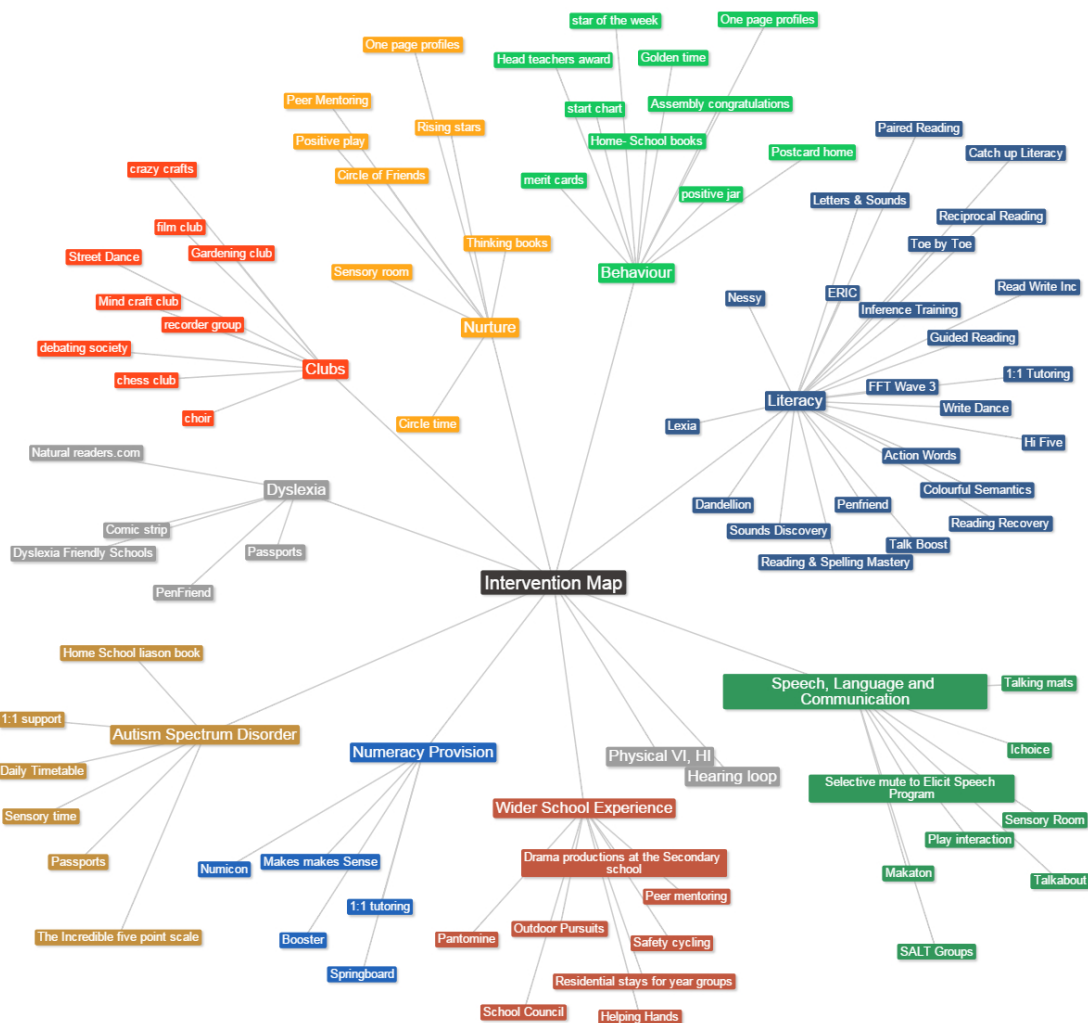 star of the week
One page profiles
One page profiles
Head teachers award
Golden time
Peer Mentoring
start chart
Assembly congratulations
Rising stars
Paired Reading
Positive play
Home- School books
Postcard home
Catch up Literacy
crazy crafts
Circle of Friends
merit cards
positive jar
Letters & Sounds
film club
Reciprocal Reading
Gardening club
Thinking books
Toe by Toe
Street Dance
Sensory room
Behaviour
Mind craft club
Nessy
ERIC
Read Write Inc
recorder group
Nurture
Inference Training
debating society
Guided Reading
Clubs
chess club
FFT Wave 3
1:1 Tutoring
Literacy
Write Dance
choir
Circle time
Lexia
Hi Five
Natural readers.com
Action Words
Dyslexia
Colourful Semantics
Dandellion
Penfriend
Comic strip
Sounds Discovery
Reading Recovery
Dyslexia Friendly Schools
Passports
Talk Boost
Reading & Spelling Mastery
PenFriend
Intervention Map
Home School liason book
Speech, Language and
Communication
Talking mats
1:1 support
Autism Spectrum Disorder
Numeracy Provision
Physical VI, HI
Ichoice
Daily Timetable
Hearing loop
Selective mute to Elicit Speech
Program
Sensory time
Wider School Experience
Sensory Room
Play interaction
Passports
Numicon
Makes makes Sense
Drama productions at the Secondary
school
Makaton
Talkabout
Peer mentoring
1:1 tutoring
The Incredible five point scale
Booster
Pantomine
Outdoor Pursuits
Safety cycling
SALT Groups
Springboard
Residential stays for year groups
School Council
Helping Hands